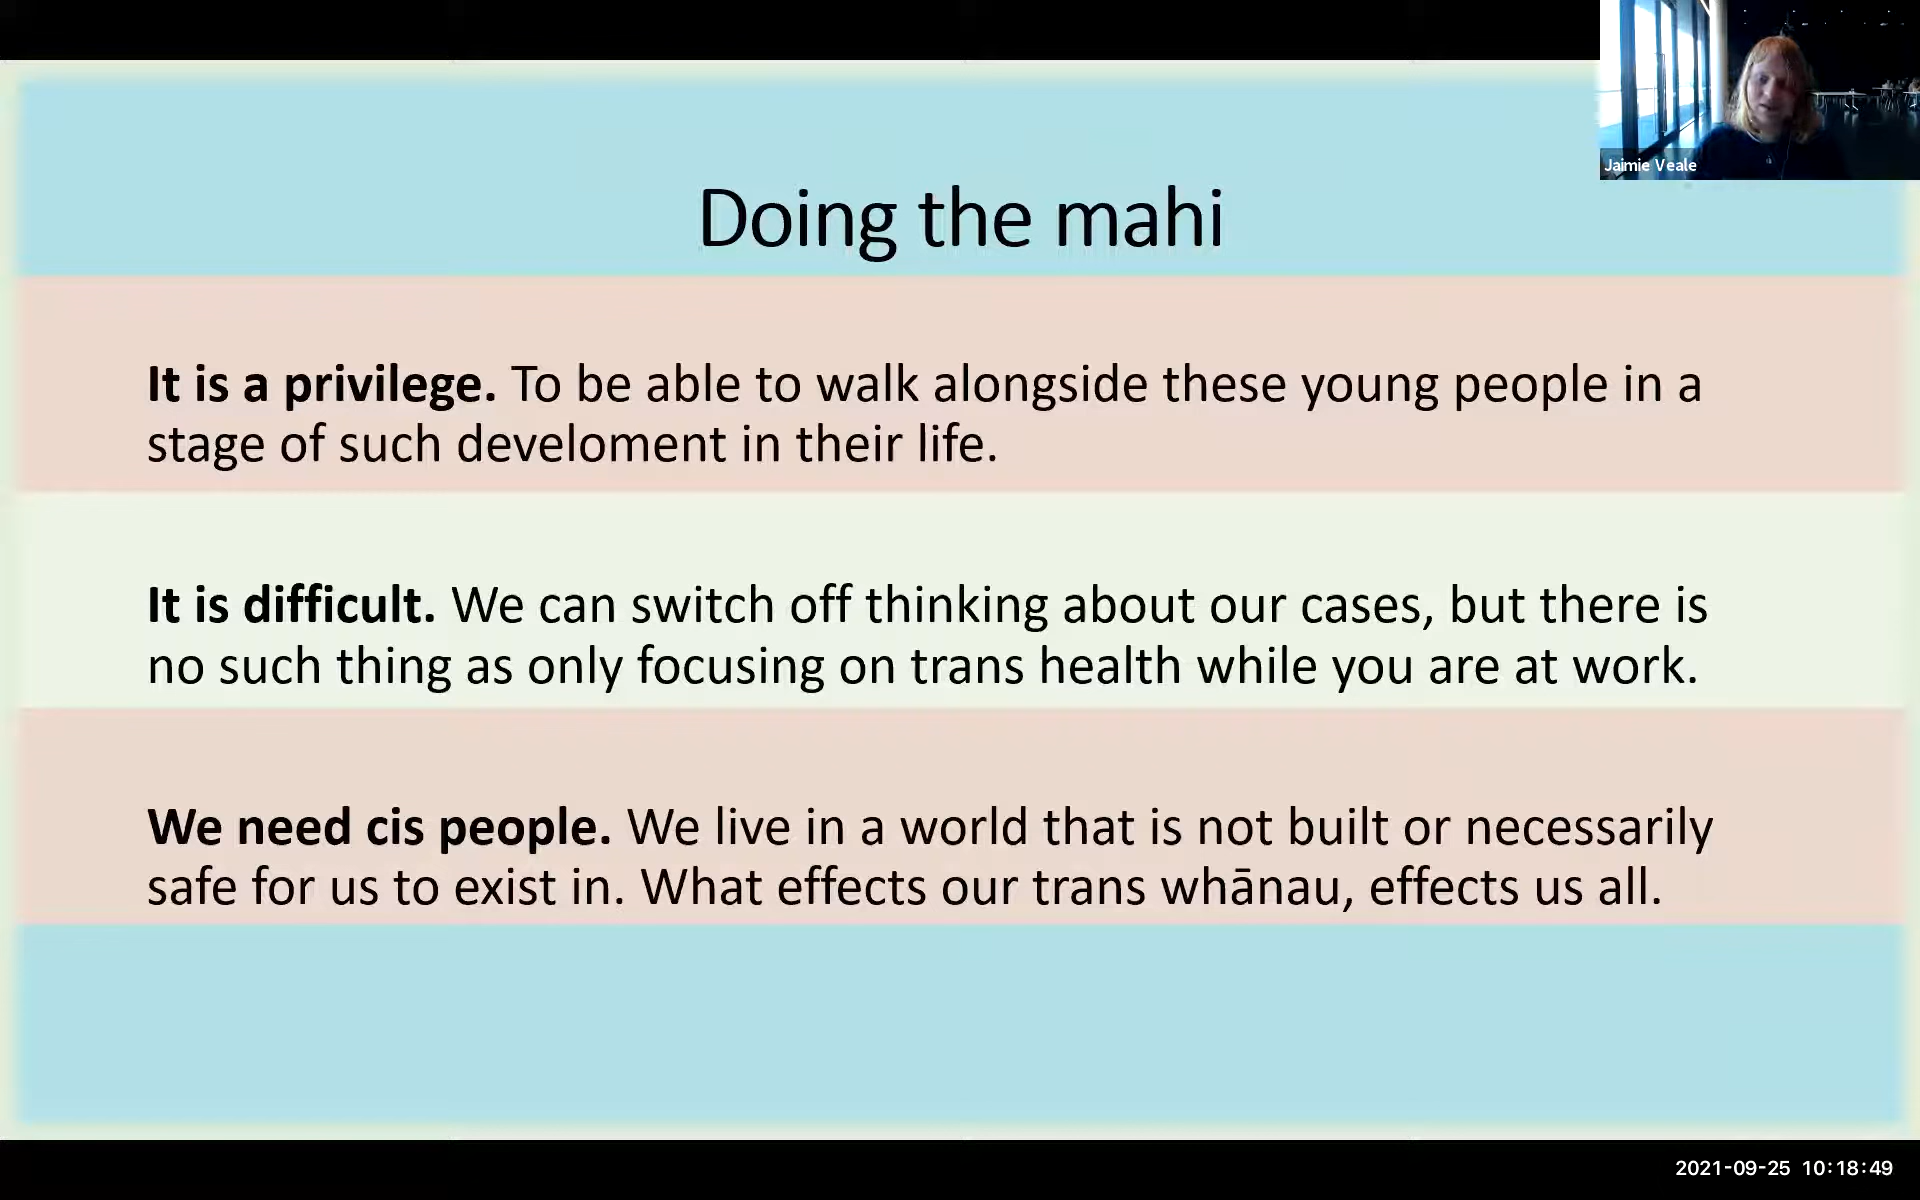 Jaimie Veale
Doing the mahi
It is a privilege. To be able to walk alongside these young people in a
stage of such develoment in their life.
It is difficult. We can switch off thinking about our cases, but there is
no such thing as only focusing on trans health while you are at work.
We need cis people. We live in a world that is not built or necessarily
safe for us to exist in. What effects our trans whānau, effects us all.
2021-09-25 10:18:49